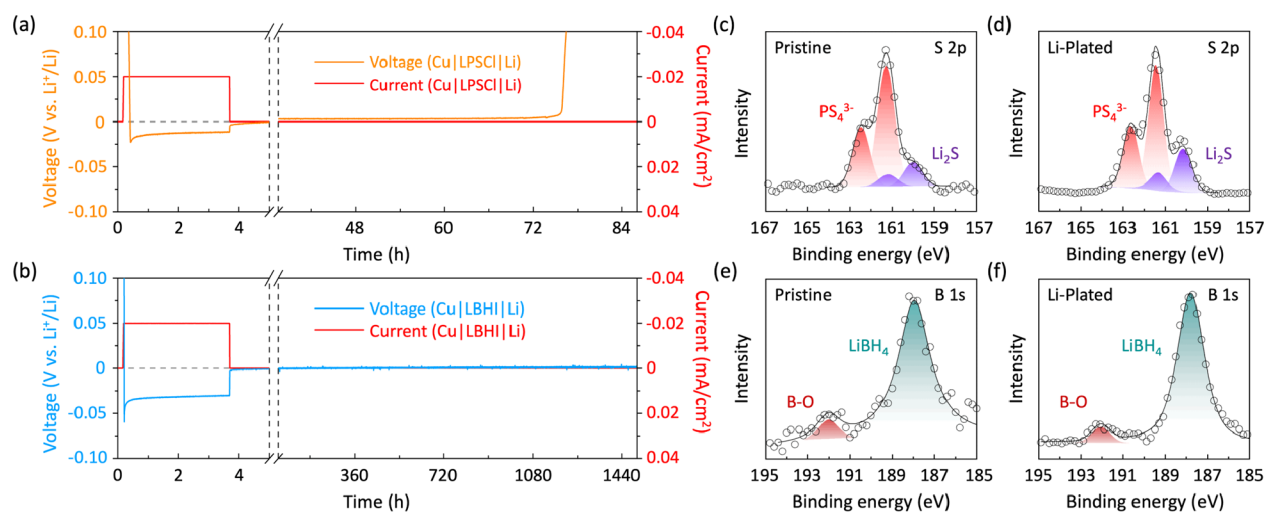 (a)
0.10
0.05
0
-0.05
-0.10
Voltage (V vs. Li⁺/Li)
-0.04
-0.02
0
0.02
0.04
Current (mA/cm²)
Voltage (Cu|LPSCl|Li)
Current (Cu|LPSCl|Li)
0 2 4 48 60 72 84
Time (h)
(b)
0.10
0.05
0
-0.05
-0.10
Voltage (V vs. Li⁺/Li)
-0.04
-0.02
0
0.02
0.04
Current (mA/cm²)
Voltage (Cu|LBHI|Li)
Current (Cu|LBHI|Li)
0 2 4 360 720 1080 1440
Time (h)
(c)
Pristine S 2p
PS₄³⁻
Li₂S
Intensity
167 165 163 161 159 157
Binding energy (eV)
(d)
Li-Plated S 2p
PS₄³⁻
Li₂S
Intensity
167 165 163 161 159 157
Binding energy (eV)
(e)
Pristine B 1s
LiBH₄
B-O
Intensity
195 193 191 189 187 185
Binding energy (eV)
(f)
Li-Plated B 1s
LiBH₄
B-O
Intensity
195 193 191 189 187 185
Binding energy (eV)